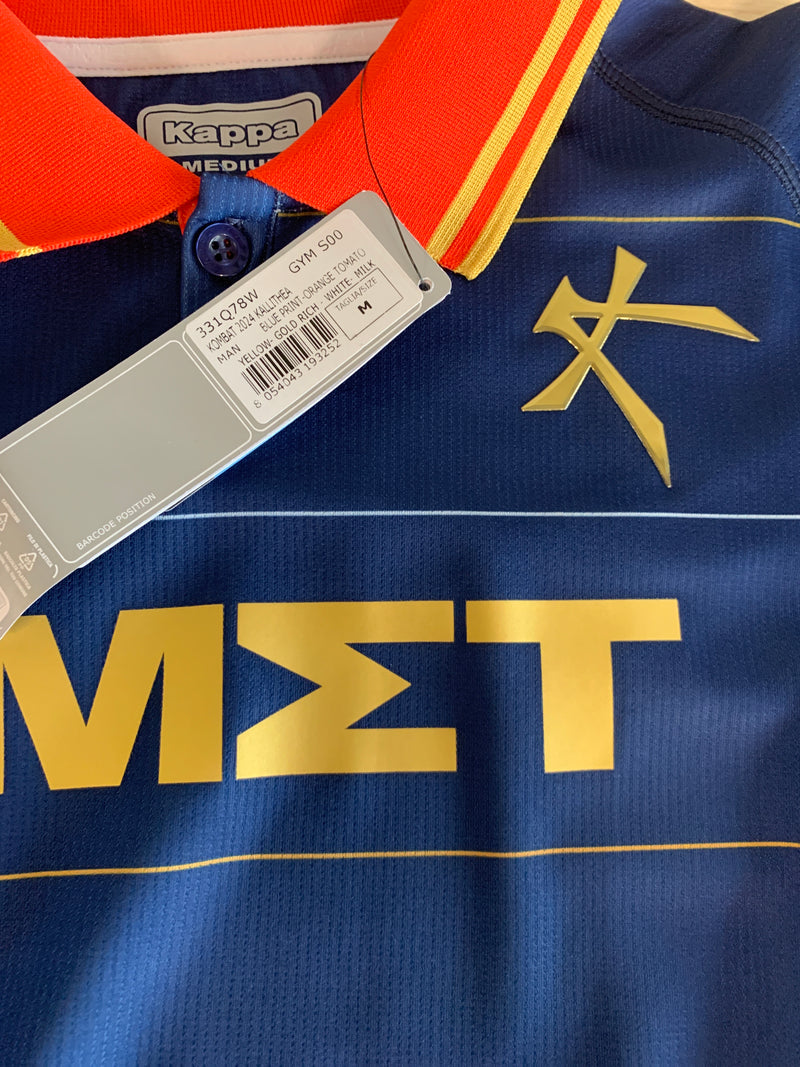 Kappa
MEDIUM
331Q78W GYM S00
KOMBAT 2024 KALLITHEA
MAN BLUE PRINT-ORANGE TOMATO
YELLOW- GOLD RICH - WHITE- MILK
TAGLIA/SIZE
M
8 054043 193252
BARCODE POSITION
ΜΣΤ